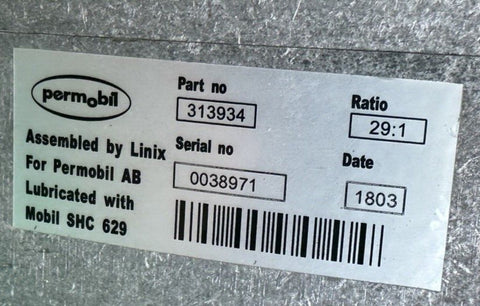 permobil
Assembled by Linix
For Permobil AB
Lubricated with
Mobil SHC 629
Part no
313934
Serial no
0038971
Ratio
29:1
Date
1803